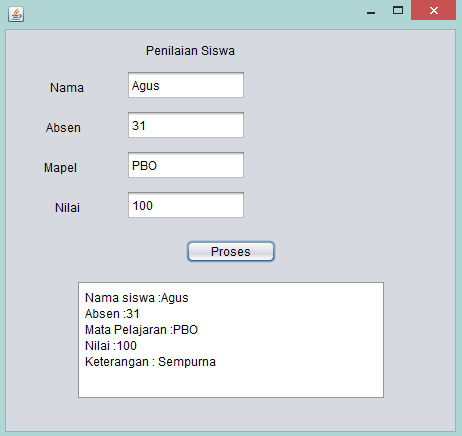 Penilaian Siswa
Nama Agus
Absen 31
Mapel PBO
Nilai 100
Proses
Nama siswa :Agus
Absen :31
Mata Pelajaran :PBO
Nilai :100
Keterangan : Sempurna